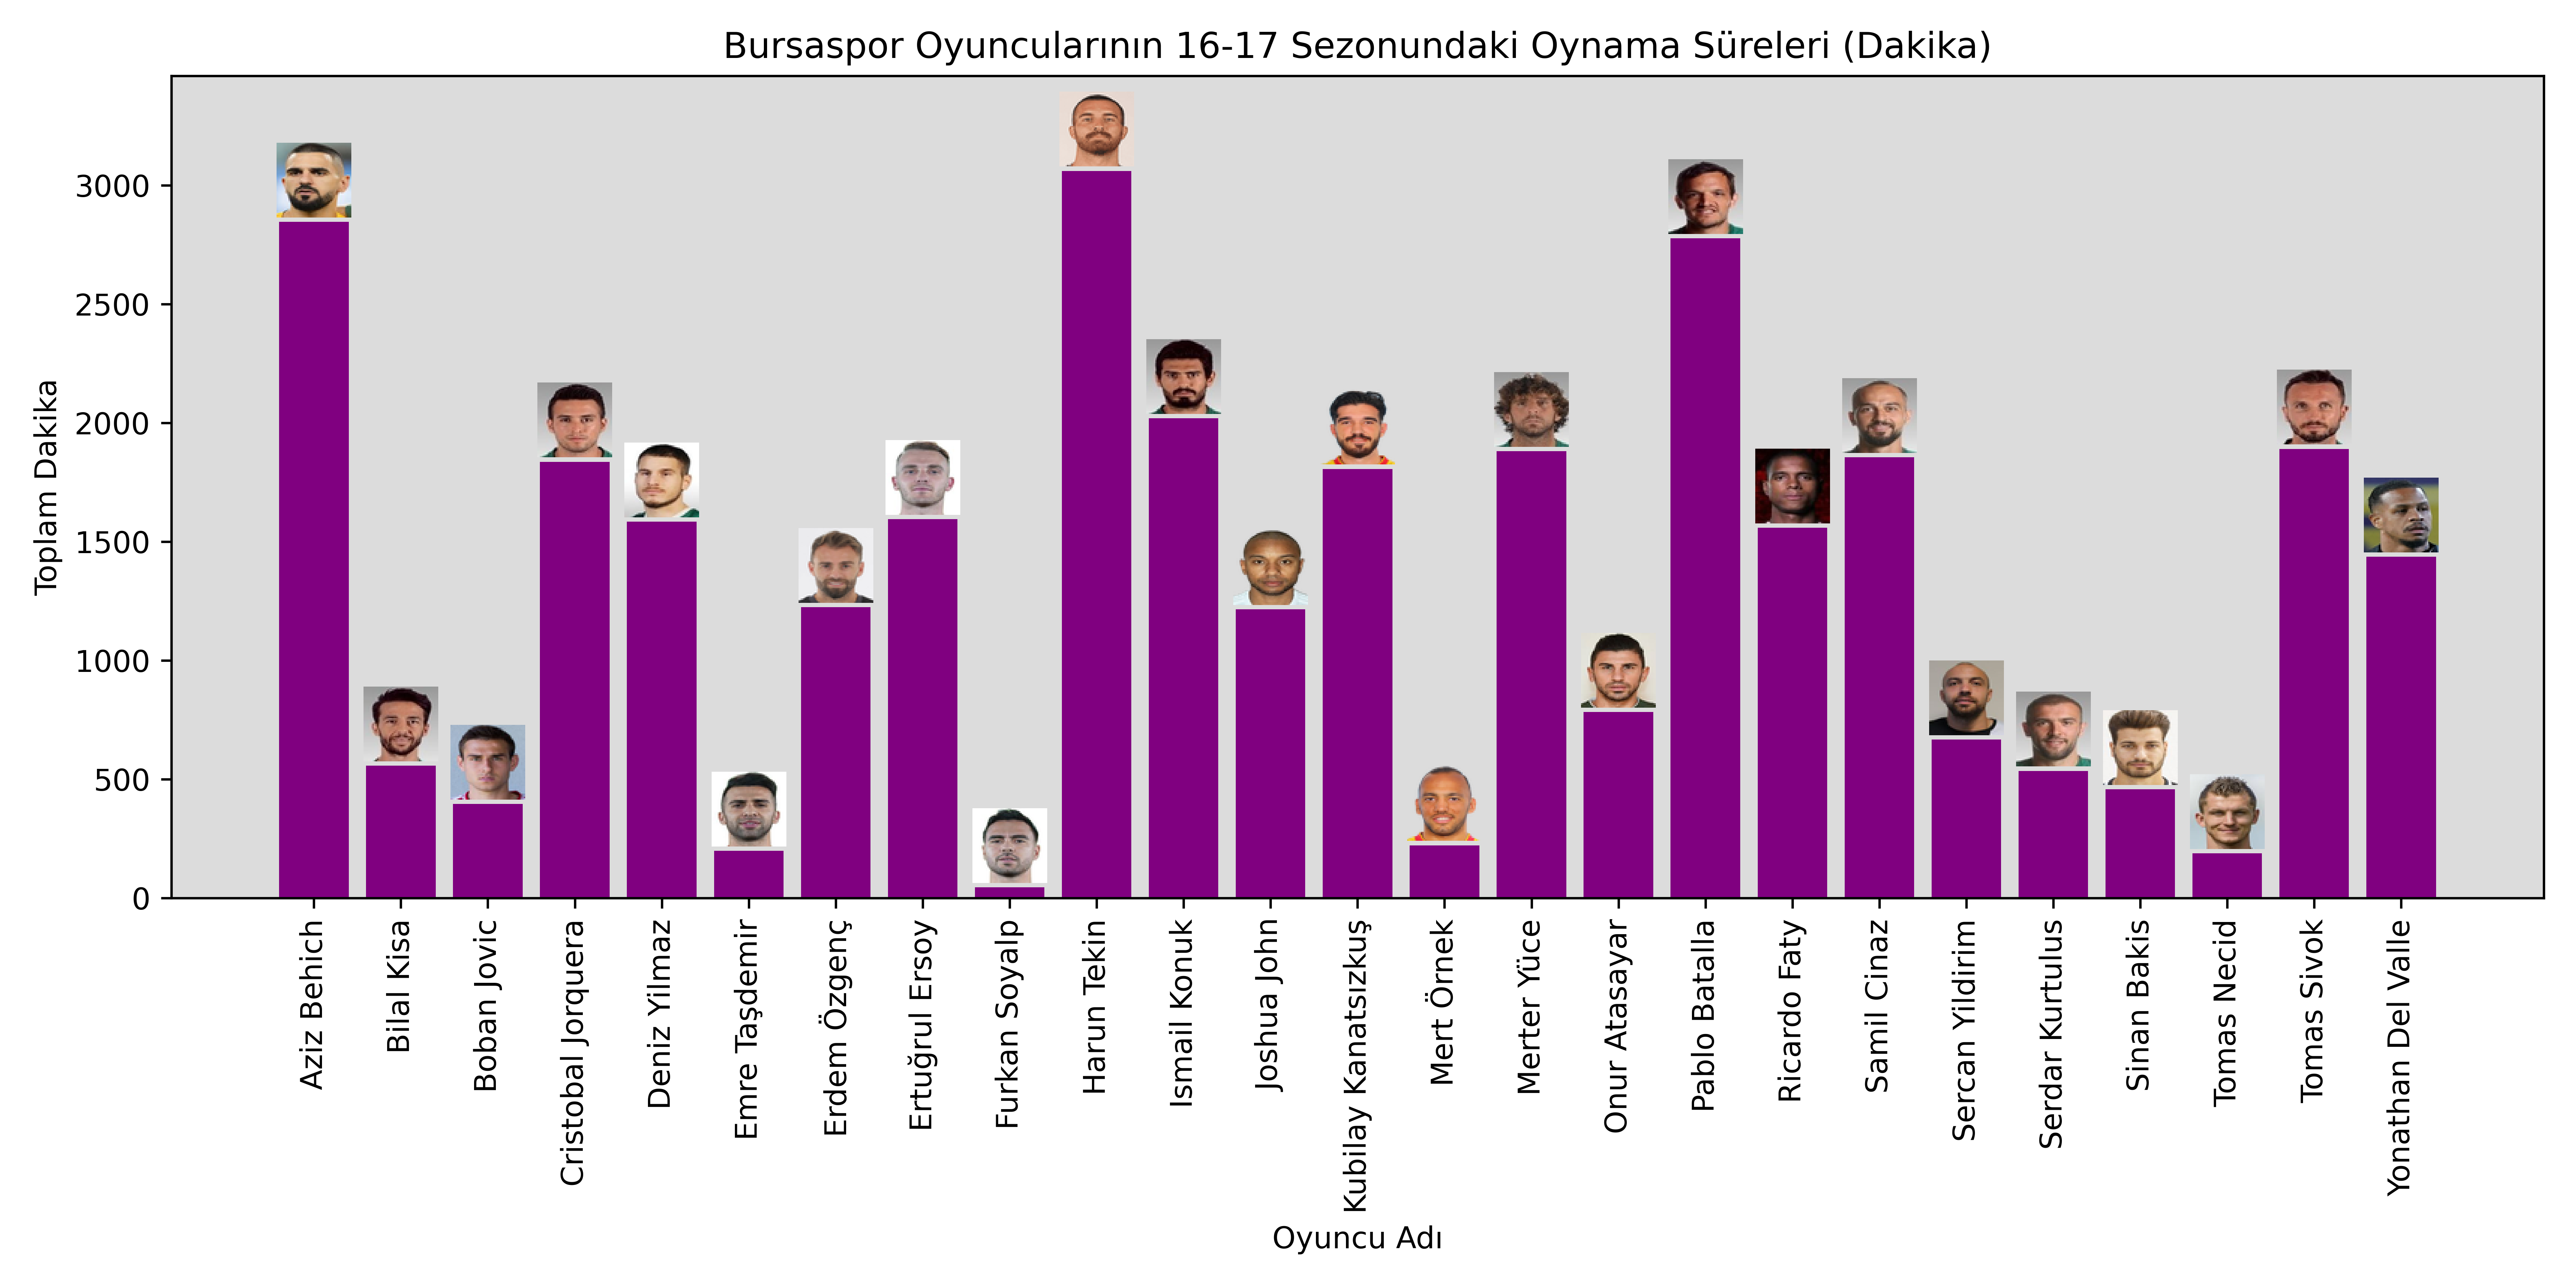 Bursaspor Oyuncularının 16-17 Sezonundaki Oynama Süreleri (Dakika)
Toplam Dakika
3000
2500
2000
1500
1000
500
0
Aziz Behich
Bilal Kisa
Boban Jovic
Cristobal Jorquera
Deniz Yilmaz
Emre Taşdemir
Erdem Özgenç
Ertuğrul Ersoy
Furkan Soyalp
Harun Tekin
Ismail Konuk
Joshua John
Kubilay Kanatsızkuş
Mert Örnek
Merter Yüce
Onur Atasayar
Pablo Batalla
Ricardo Faty
Samil Cinaz
Sercan Yildirim
Serdar Kurtulus
Sinan Bakis
Tomas Necid
Tomas Sivok
Yonathan Del Valle
Oyuncu Adı